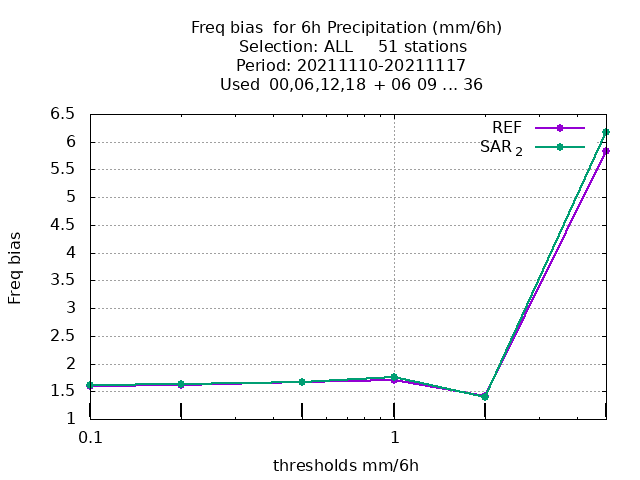 Freq bias  for 6h Precipitation (mm/6h)
Selection: ALL     51 stations
Period: 20211110-20211117
Used  00,06,12,18  + 06 09 ... 36
6.5
6
5.5
5
4.5
4
3.5
3
2.5
2
1.5
1
Freq bias
REF
SAR 2
0.1
1
thresholds mm/6h